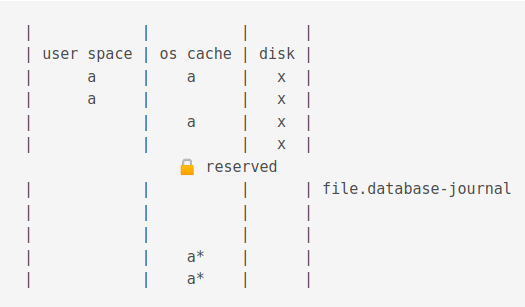 |            |          |      |
| user space | os cache | disk |
|      a     |    a     |   x  |
|      a     |          |   x  |
|            |    a     |   x  |
|            |          |   x  |
🔒 reserved
|            |          |      | file.database-journal
|            |          |      |
|            |          |      |
|            |    a*    |      |
|            |    a*    |      |